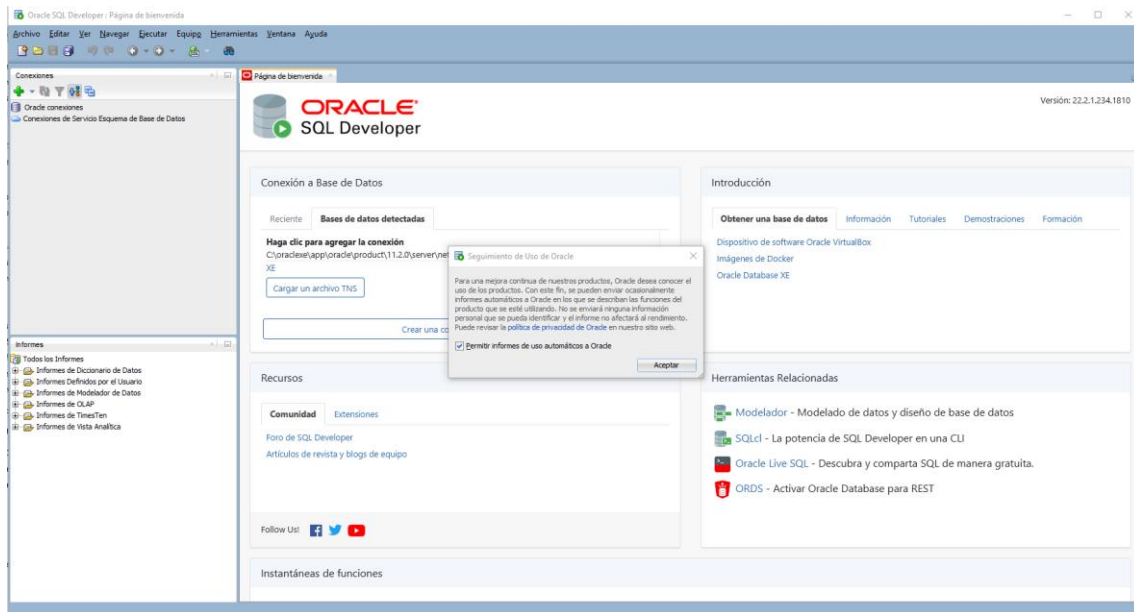 Oracle SQL Developer : Página de bienvenida
Archivo Editar Ver Navegar Ejecutar Equipo Herramientas Ventana Ayuda
Conexiones
Oracle conexiones
Conexiones de Servicio Esquema de Base de Datos
Página de bienvenida
ORACLE
SQL Developer
Versión: 22.2.1.234.1810
Conexión a Base de Datos
Reciente Bases de datos detectadas
Haga clic para agregar la conexión
C:\oraclexe\app\oracle\product\11.2.0\server\net
XE
Cargar un archivo TNS
Crear una co
Introducción
Obtener una base de datos Información Tutoriales Demostraciones Formación
Dispositivo de software Oracle VirtualBox
Imágenes de Docker
Oracle Database XE
Seguimiento de Uso de Oracle
Para una mejora continua de nuestros productos, Oracle desea conocer el
uso de los productos. Con este fin, se pueden enviar ocasionalmente
informes automáticos a Oracle en los que se describan las funciones del
producto que se esté utilizando. No se enviará ninguna información
personal que se pueda identificar y el informe no afectará al rendimiento.
Puede revisar la política de privacidad de Oracle en nuestro sitio web.
Permitir informes de uso automáticos a Oracle
Aceptar
Informes
Todos los Informes
Informes de Diccionario de Datos
Informes Definidos por el Usuario
Informes de Modelador de Datos
Informes de OLAP
Informes de TimesTen
Informes de Vista Analítica
Recursos
Comunidad Extensiones
Foro de SQL Developer
Artículos de revista y blogs de equipo
Follow Us!
Herramientas Relacionadas
Modelador - Modelado de datos y diseño de base de datos
SQLcl - La potencia de SQL Developer en una CLI
Oracle Live SQL - Descubra y comparta SQL de manera gratuita.
ORDS - Activar Oracle Database para REST
Instantáneas de funciones